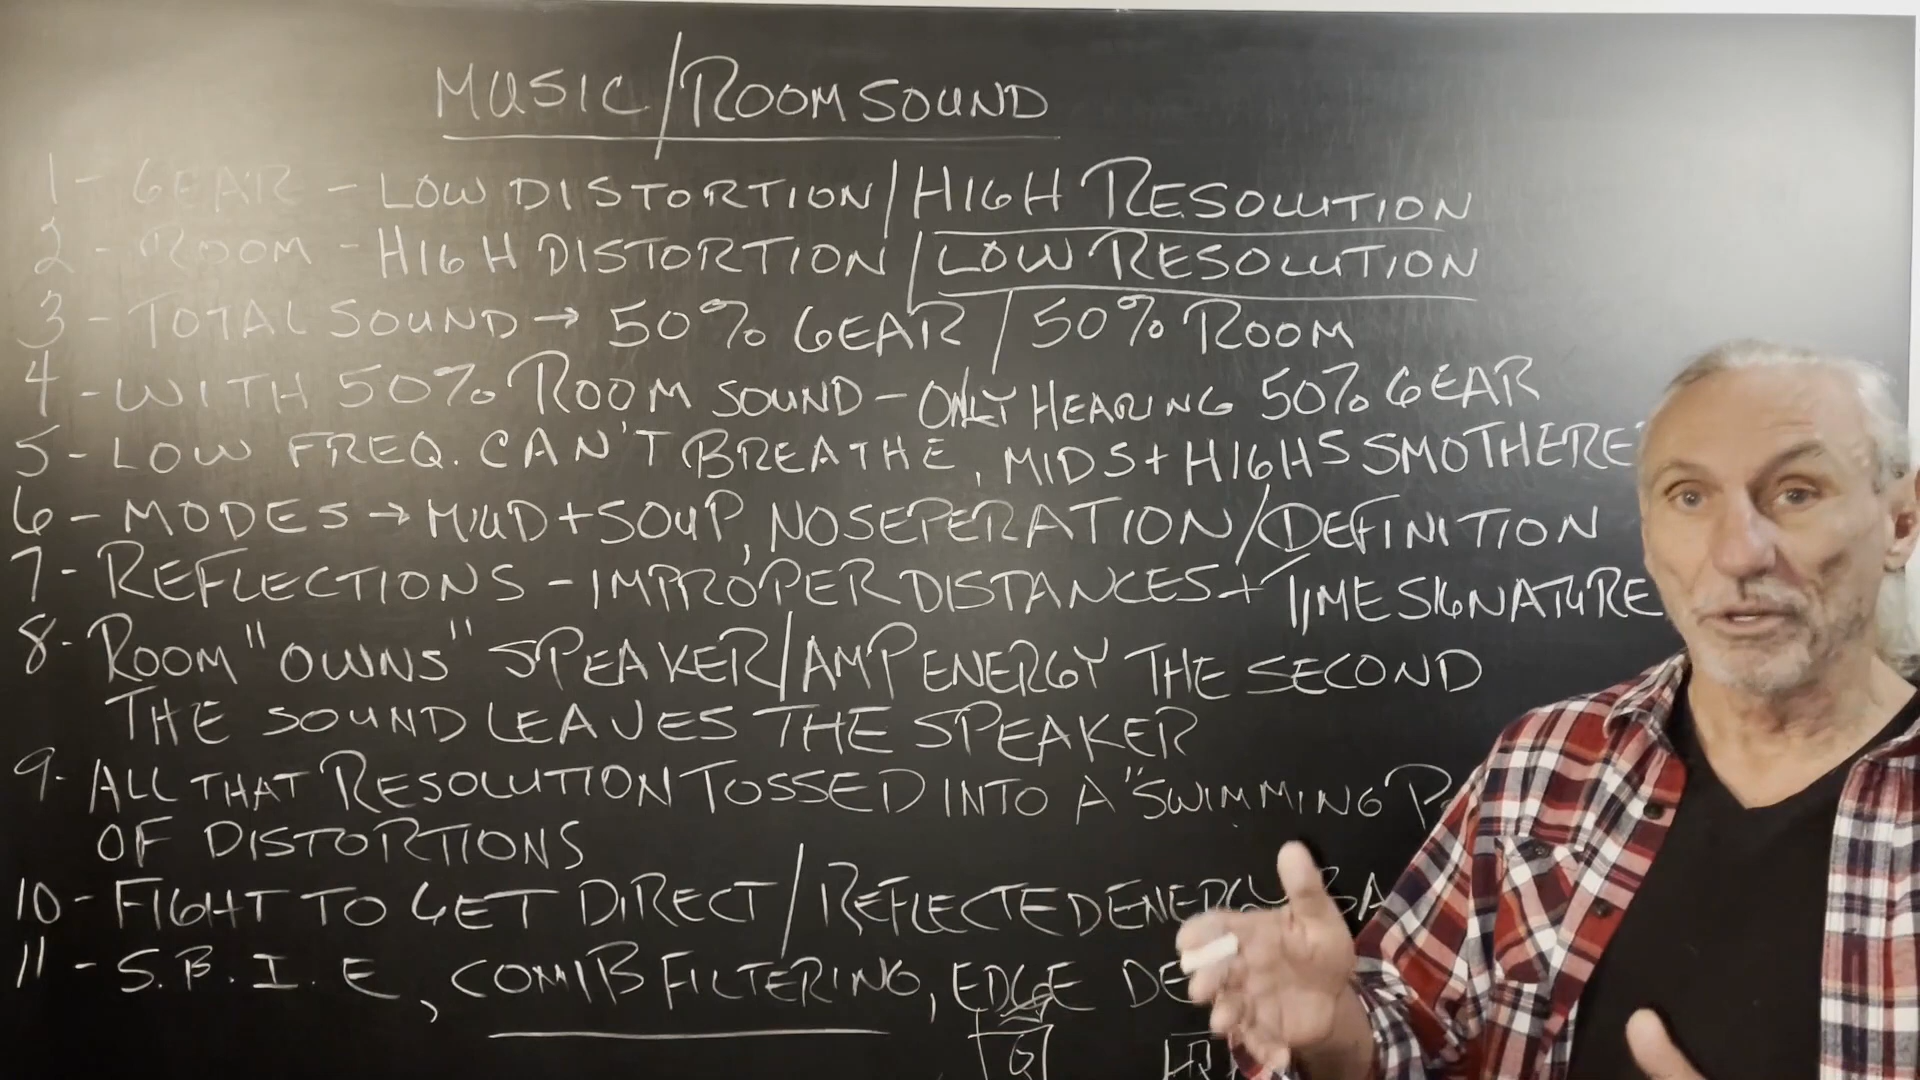 MUSIC/ROOM SOUND
1- GEAR - LOW DISTORTION/HIGH RESOLUTION
2- ROOM - HIGH DISTORTION/LOW RESOLUTION
3- TOTAL SOUND → 50% GEAR/50% ROOM
4- WITH 50% ROOM SOUND - ONLY HEARING 50% GEAR
5- LOW FREQ. CAN'T BREATHE, MIDS + HIGHS SMOTHERE
6- MODES → MUD + SOUP, NO SEPERATION/DEFINITION
7- REFLECTIONS - IMPROPER DISTANCES + TIME SIGNATURE
8- ROOM "OWNS" SPEAKER/AMP ENERGY THE SECOND
THE SOUND LEAVES THE SPEAKER
9- ALL THAT RESOLUTION TOSSED INTO A "SWIMMING
OF DISTORTIONS
10- FIGHT TO GET DIRECT/REFLECTED ENERGY
11- S.B.I.E, COMB FILTERING, EDGE